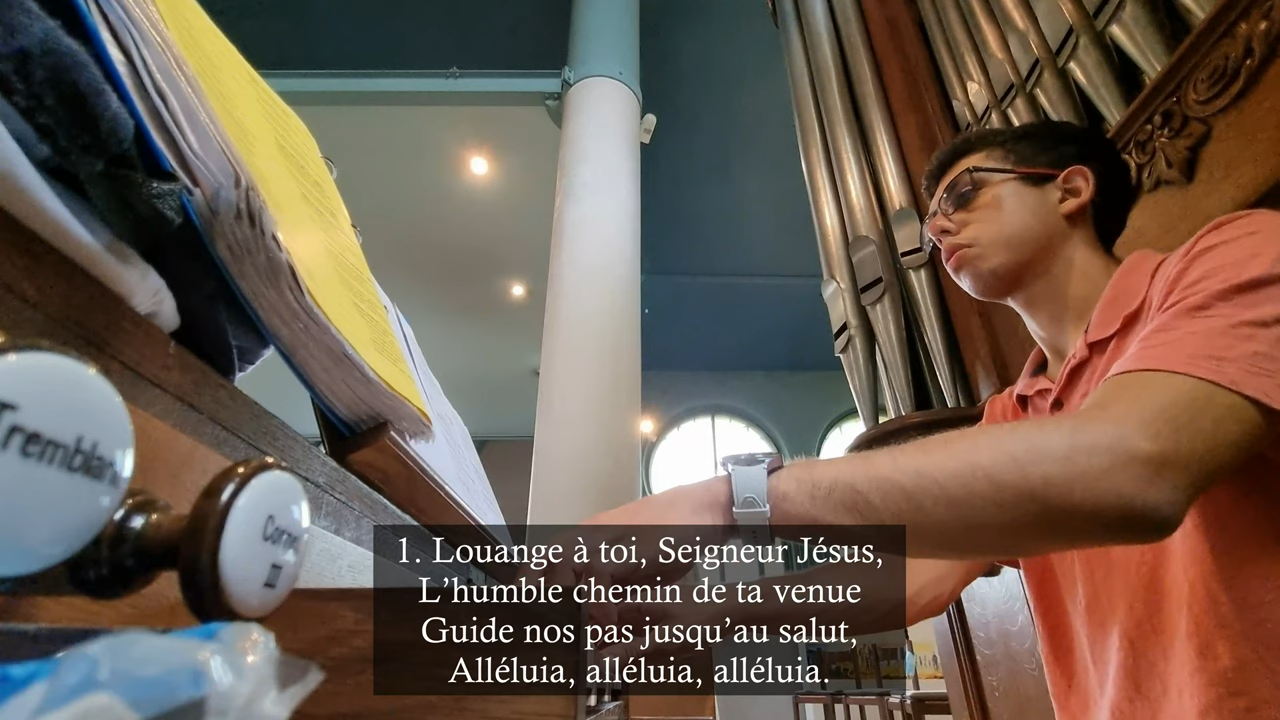 III
1. Louange à toi, Seigneur Jésus,
L’humble chemin de ta venue
Guide nos pas jusqu’au salut,
Alléluia, alléluia, alléluia.